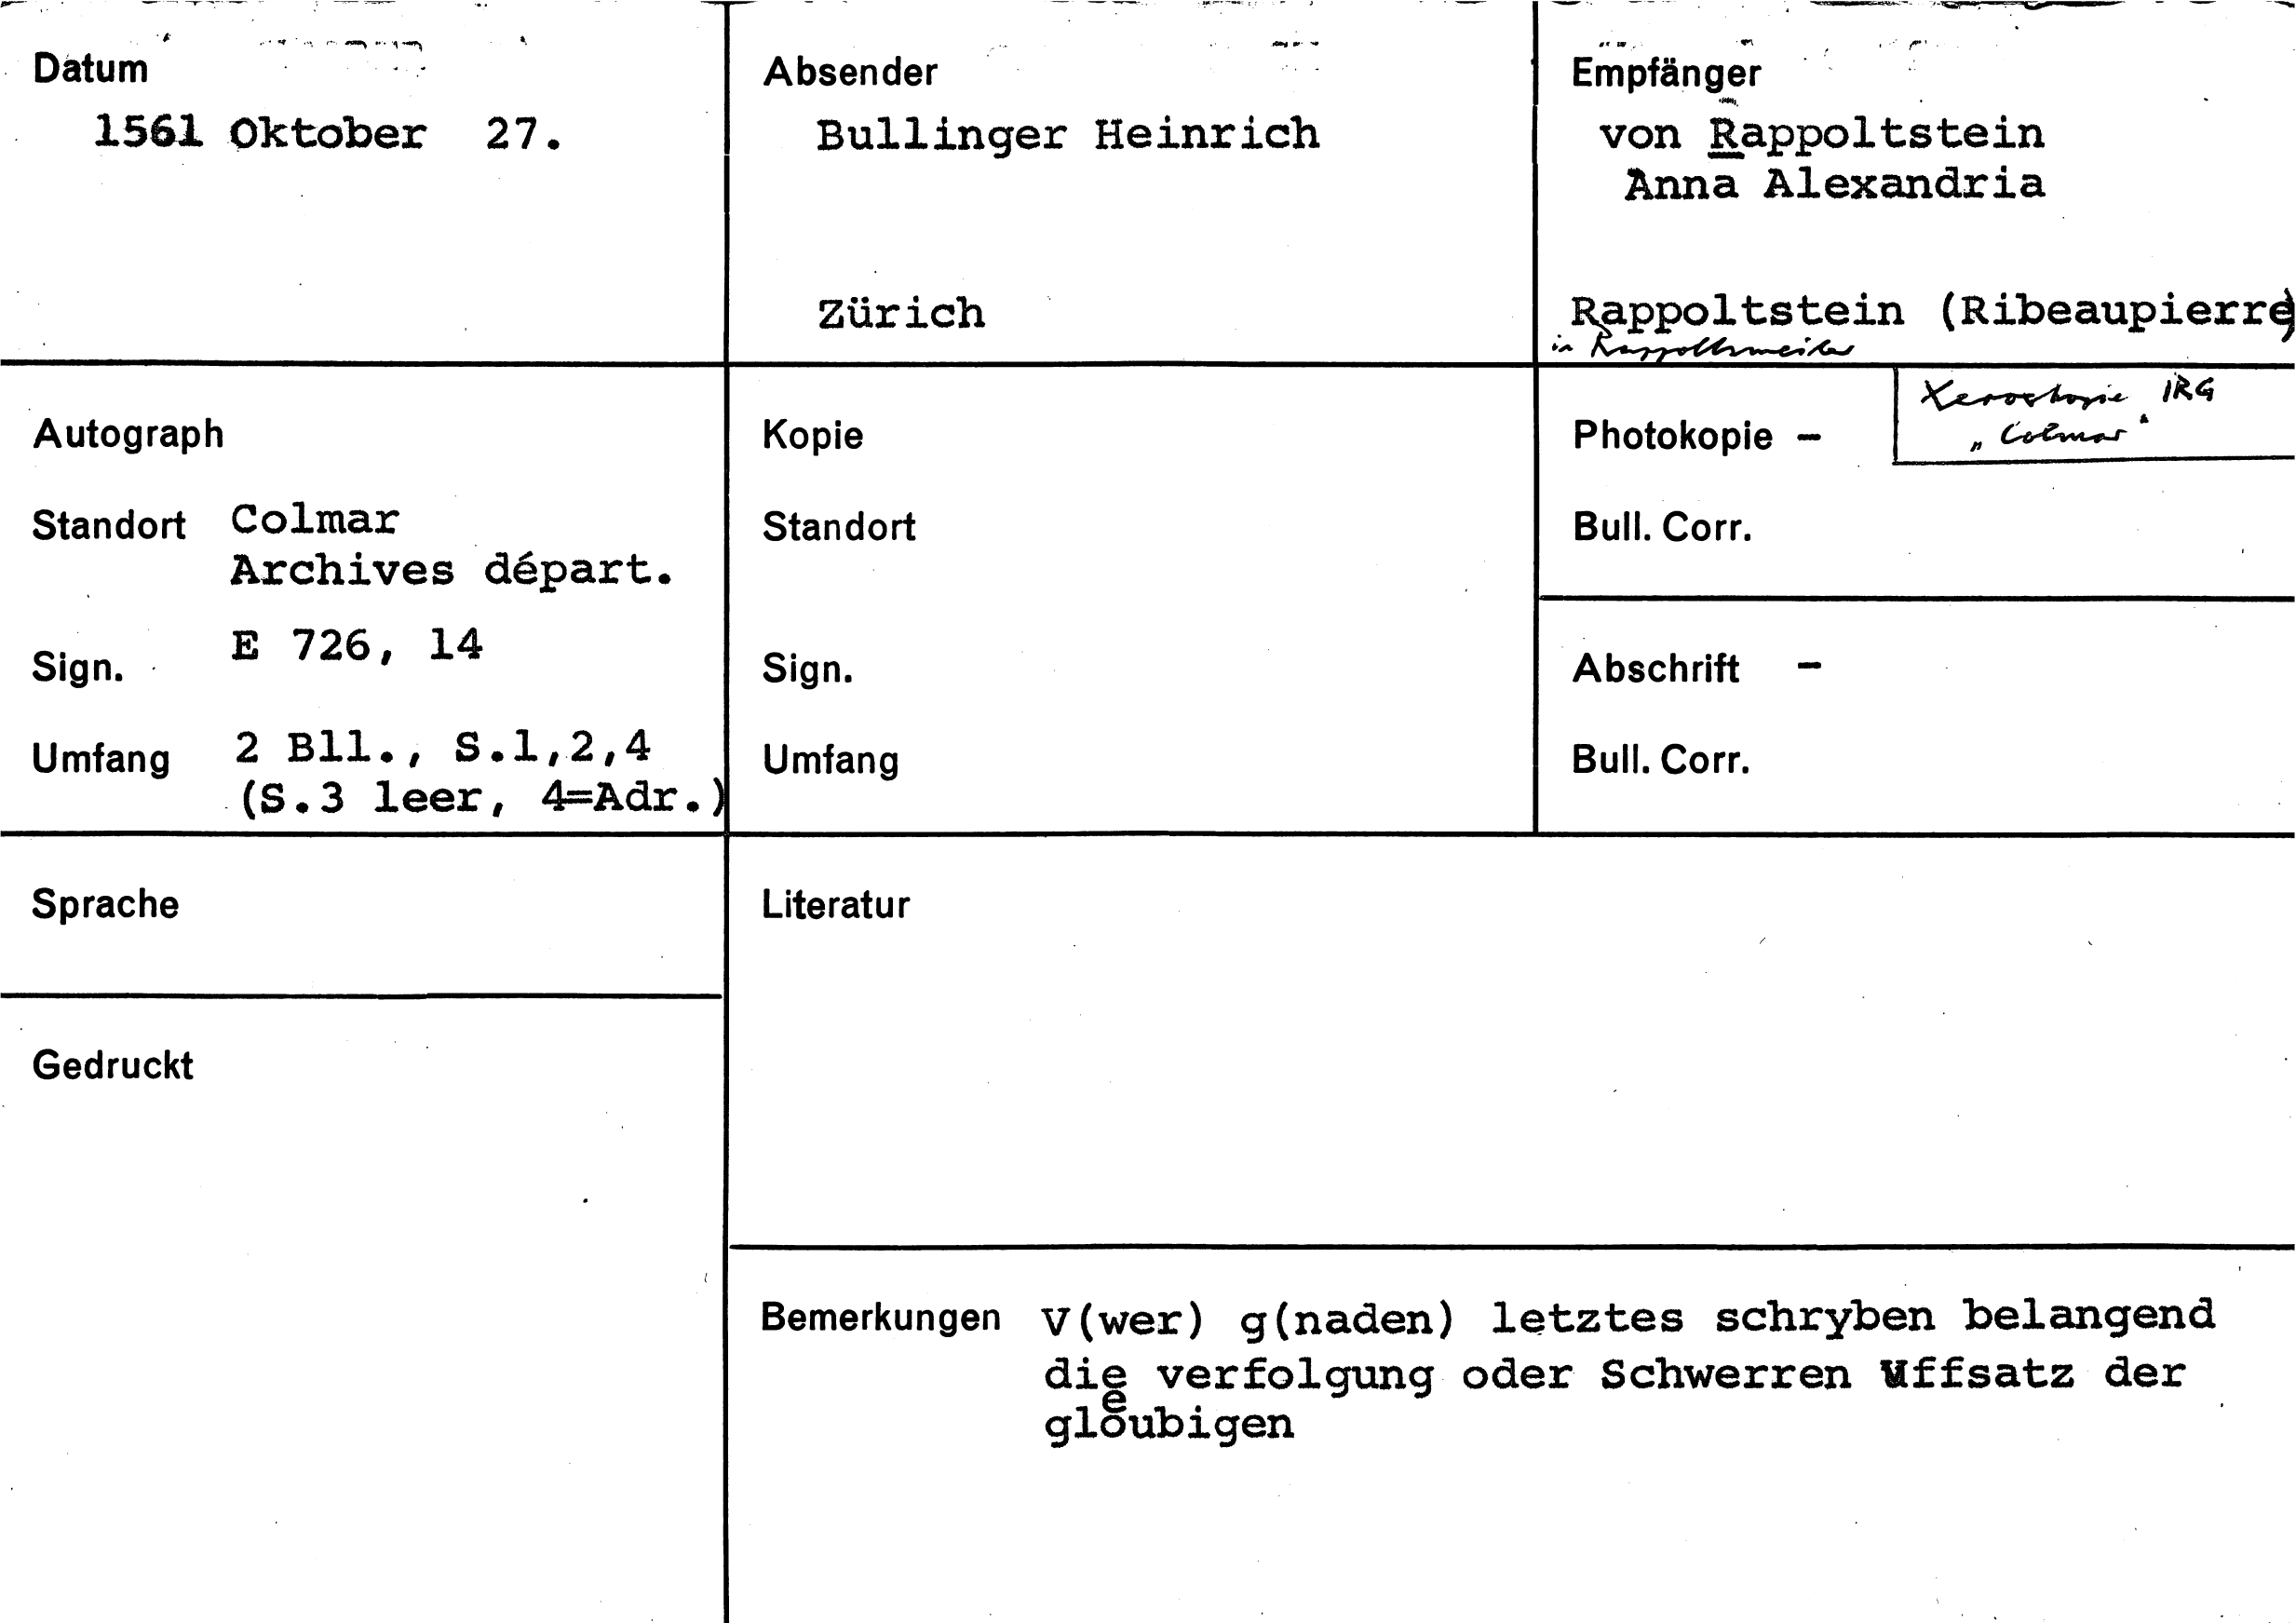 Datum
1561 Oktober 27.
Absender
Bullinger Heinrich
Zürich
Empfänger
von Rappoltstein
Anna Alexandria
Rappoltstein (Ribeaupierre)
in Rappoltsweiler
Autograph
Standort Colmar
Archives départ.
Sign. E 726, 14
Umfang 2 Bll., S.1,2,4
(S.3 leer, 4=Adr.)
Kopie
Standort
Sign.
Umfang
Photokopie -
Xerokopie IRG
"Colmar"
Bull. Corr.
Abschrift -
Bull. Corr.
Sprache
Gedruckt
Literatur
Bemerkungen V(wer) g(naden) letztes schryben belangend
die verfolgung oder Schwerren Uffsatz der
gloͤubigen